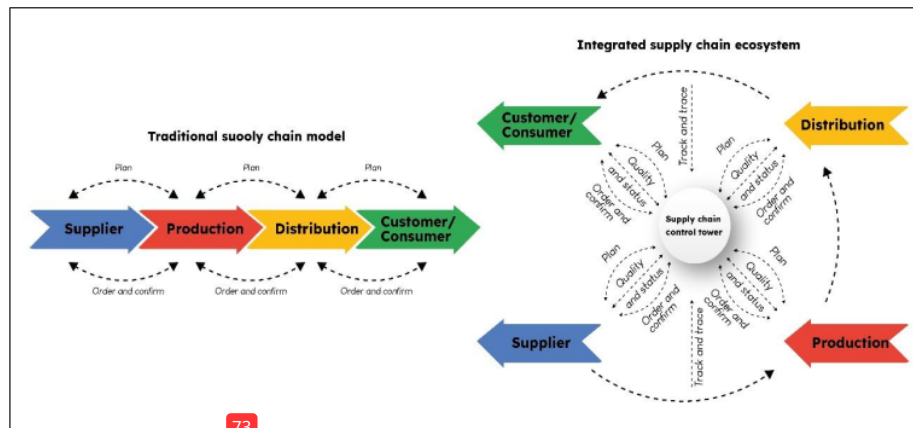 Traditional suooly chain model
Plan
Plan
Plan
Supplier
Production
Distribution
Customer/
Consumer
Order and confirm
Order and confirm
Order and confirm
Integrated supply chain ecosystem
Customer/
Consumer
Distribution
Track and trace
Plan
Quality
and status
Order and
confirm
Plan
Quality
and status
Order and
confirm
Supply chain
control tower
Plan
Quality
and status
Order and
confirm
Plan
Quality
and status
Order and
confirm
Track and trace
Supplier
Production
73